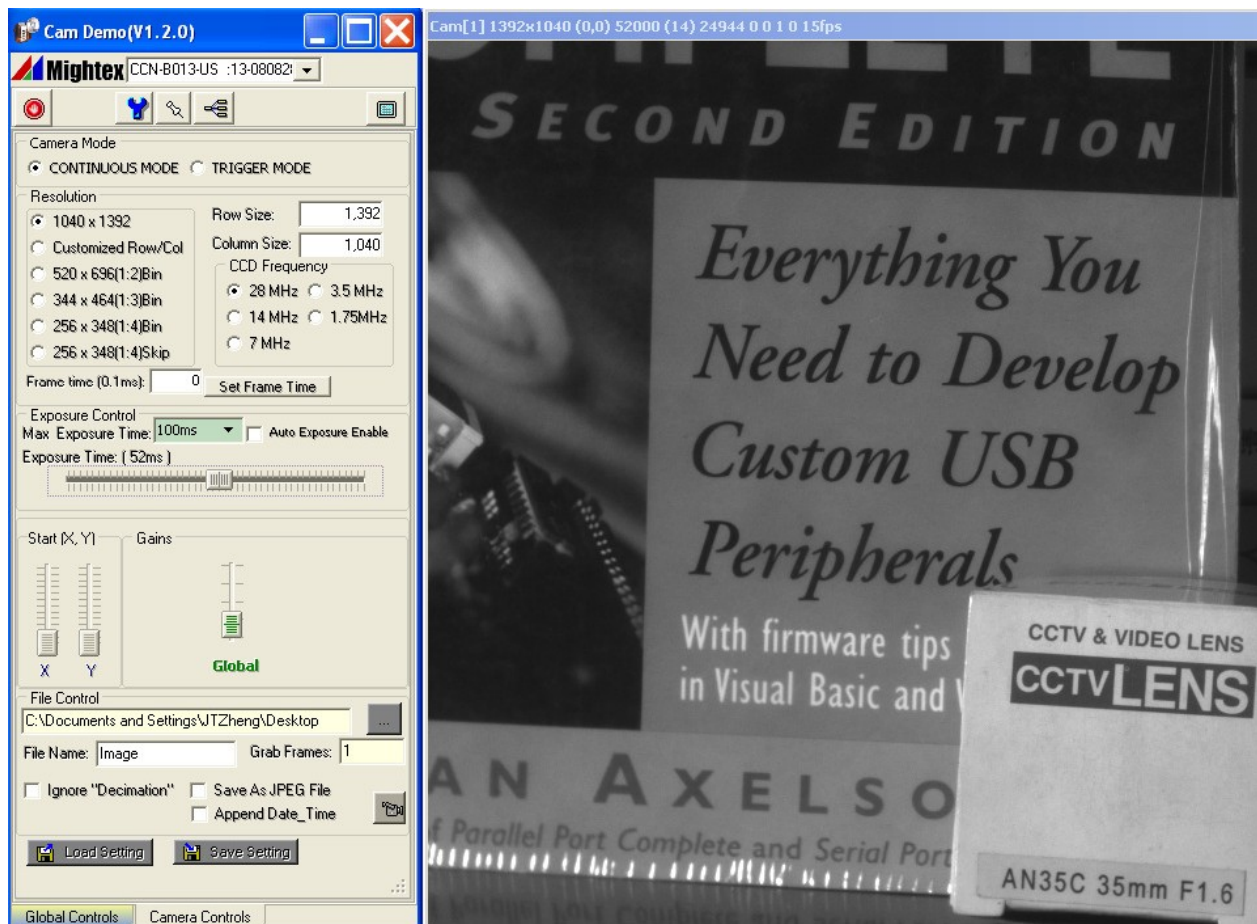 Cam Demo(V1.2.0)
Mightex CCN-B013-US :13-08082
Camera Mode
CONTINUOUS MODE TRIGGER MODE
Resolution
1040 x 1392
Customized Row/Col
520 x 696(1:2)Bin
344 x 464(1:3)Bin
256 x 348(1:4)Bin
256 x 348(1:4)Skip
Row Size: 1,392
Column Size: 1,040
CCD Frequency
28 MHz 3.5 MHz
14 MHz 1.75MHz
7 MHz
Frame time (0.1ms): 0 Set Frame Time
Exposure Control
Max Exposure Time: 100ms Auto Exposure Enable
Exposure Time: ( 52ms )
Start (X, Y) Gains
X Y Global
File Control
C:\Documents and Settings\JTZheng\Desktop ...
File Name: Image Grab Frames: 1
Ignore "Decimation" Save As JPEG File
Append Date_Time
Load Setting Save Setting
Global Controls Camera Controls
Cam[1] 1392x1040 (0,0) 52000 (14) 24944 0 0 1 0 15fps
SECOND EDITION
Everything You
Need to Develop
Custom USB
Peripherals
With firmware tips
in Visual Basic and
AN AXELSO
of Parallel Port Complete and Serial Port
CCTV & VIDEO LENS
CCTV LENS
AN35C 35mm F1.6